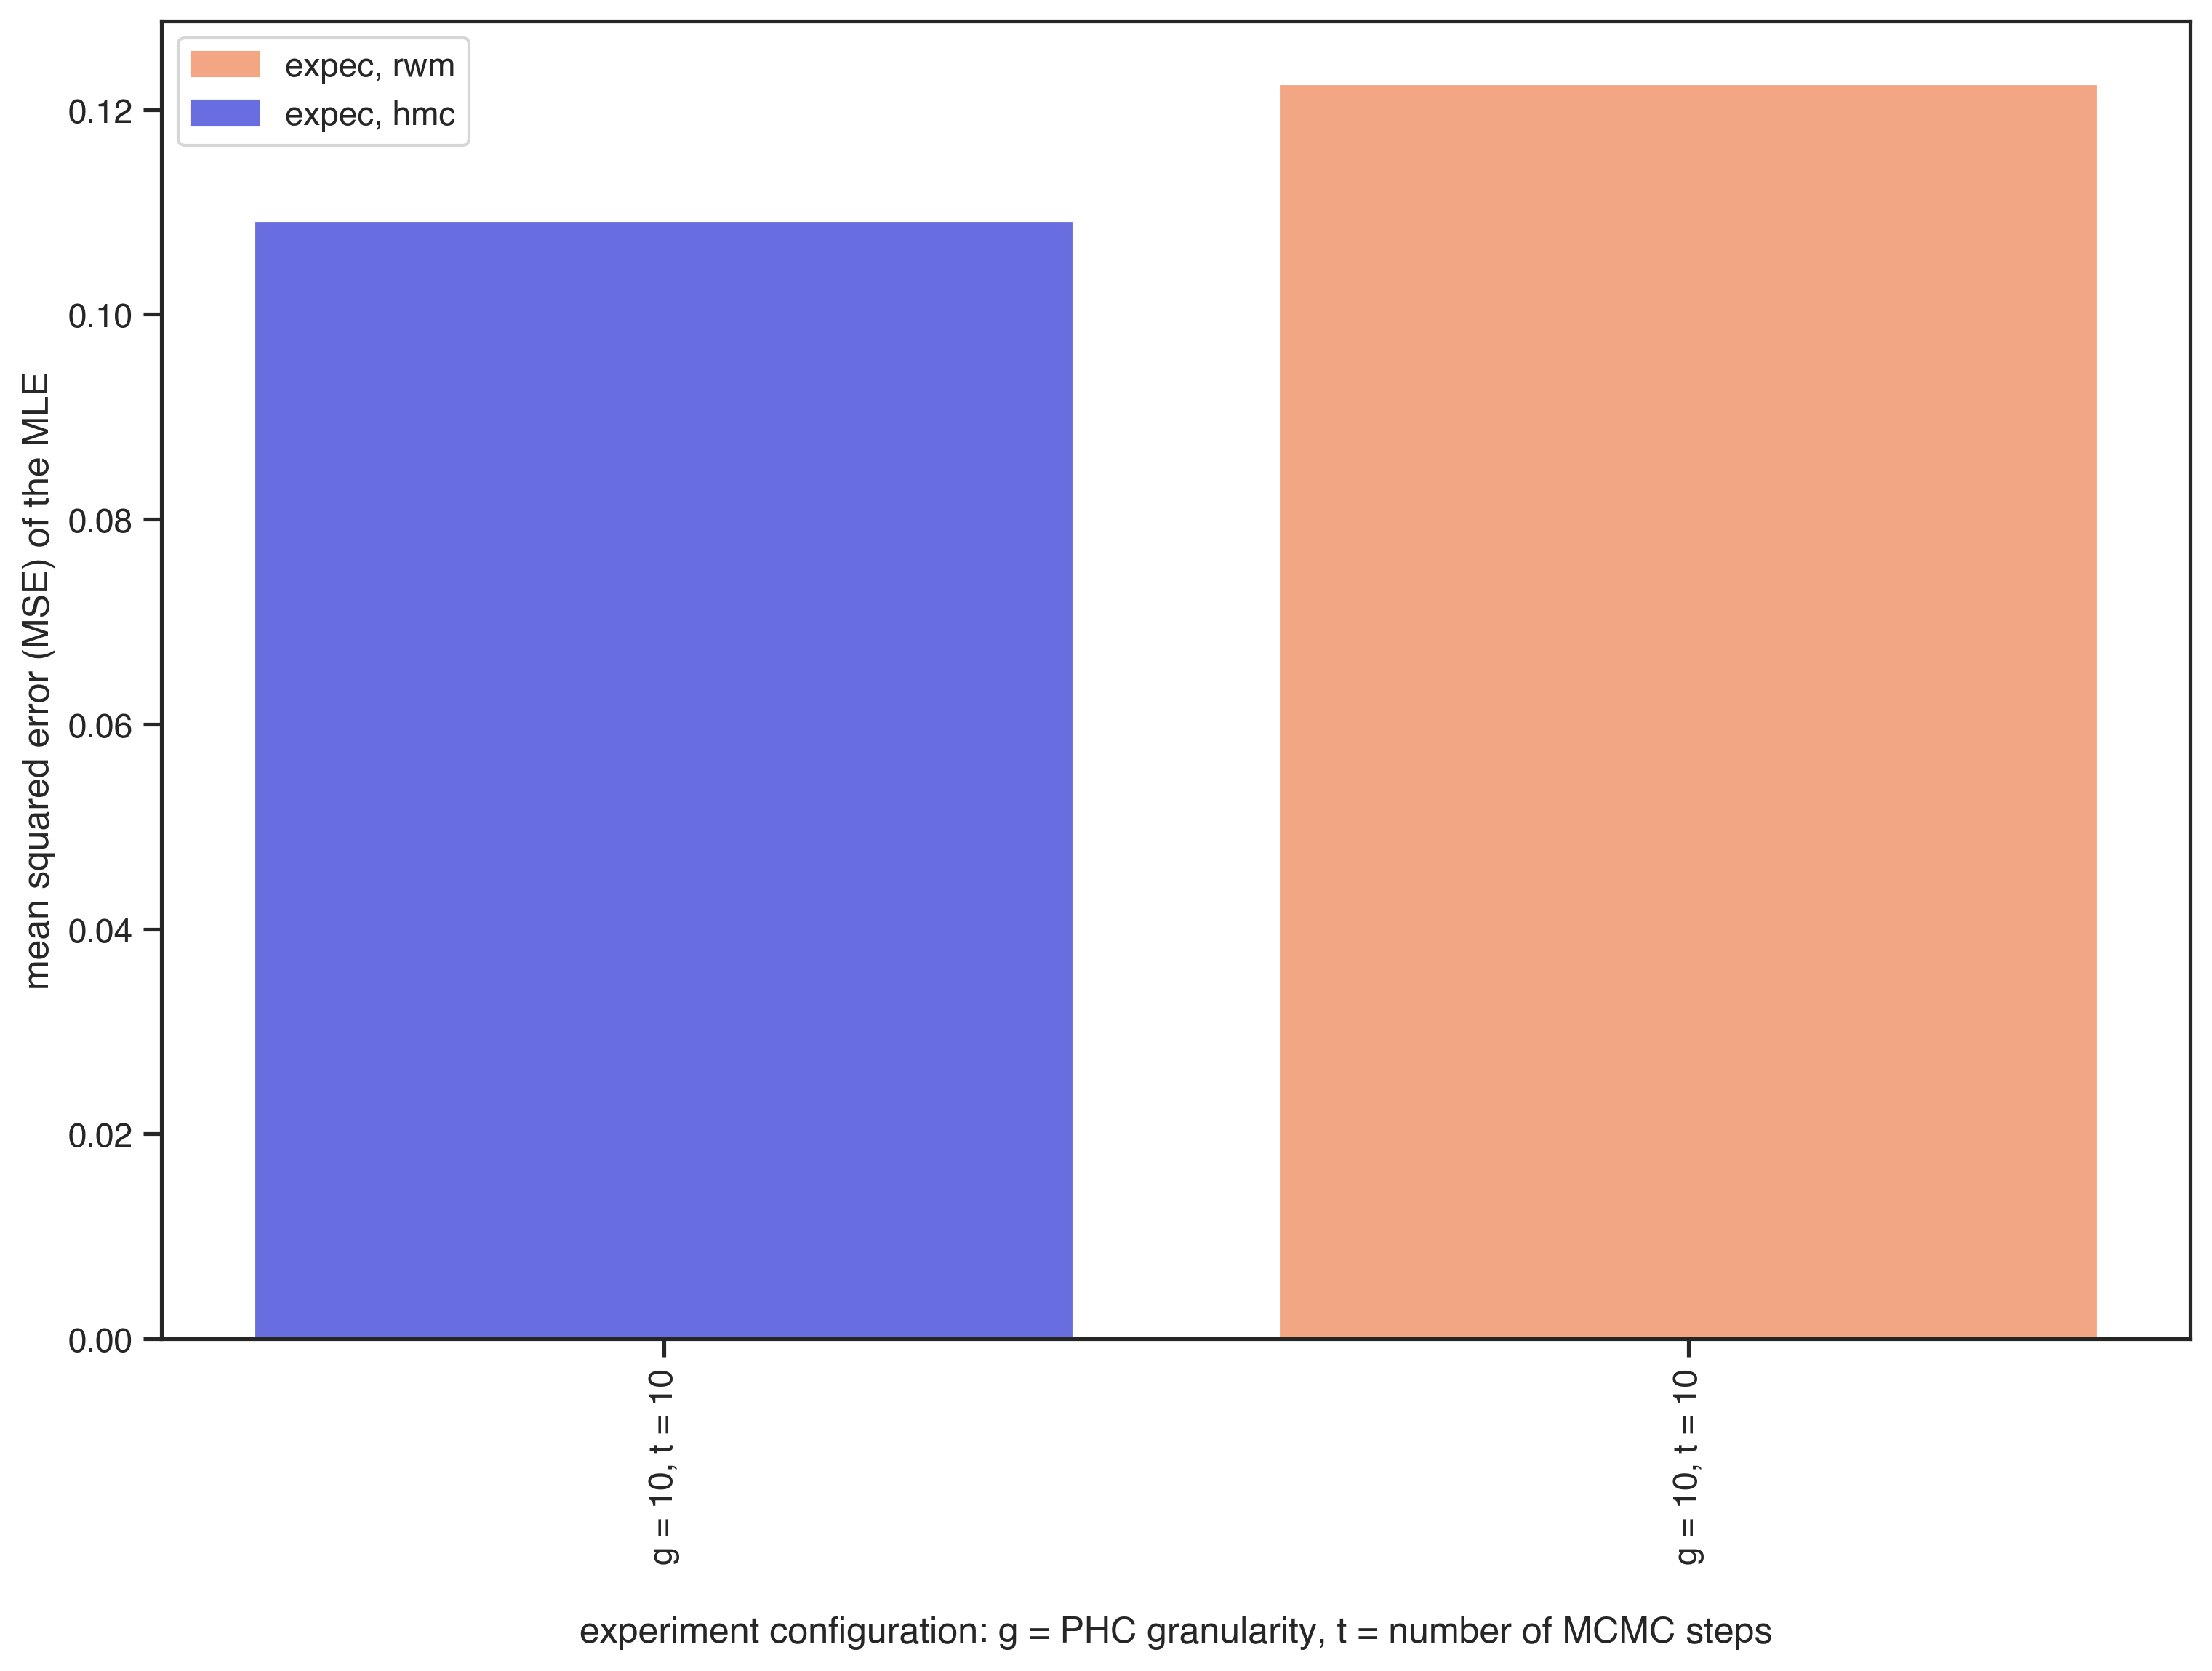 expec, rwm
expec, hmc
mean squared error (MSE) of the MLE
0.12
0.10
0.08
0.06
0.04
0.02
0.00
g = 10, t = 10
g = 10, t = 10
experiment configuration: g = PHC granularity, t = number of MCMC steps